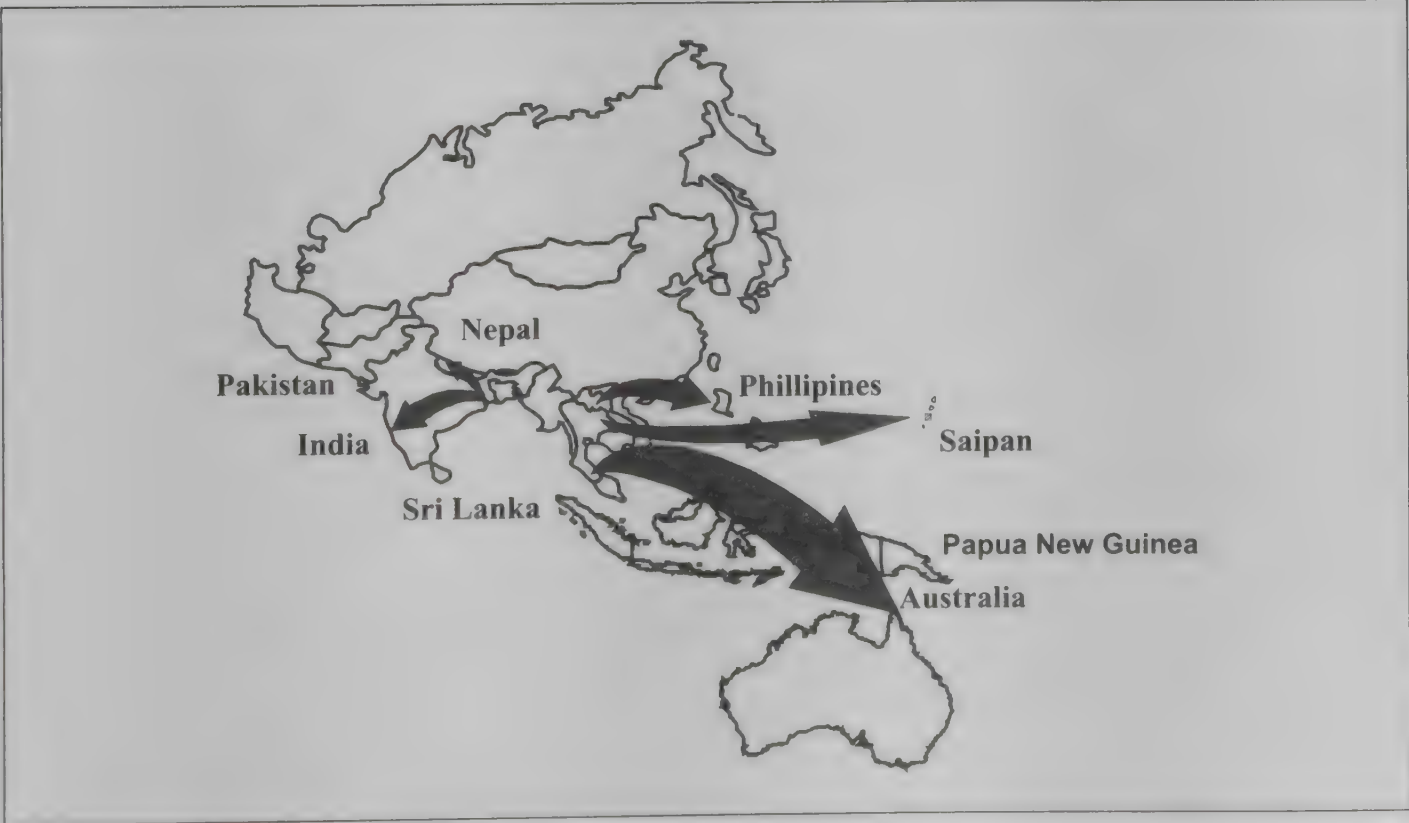 Nepal
Pakistan
Phillipines
India
Saipan
Sri Lanka
Papua New Guinea
Australia